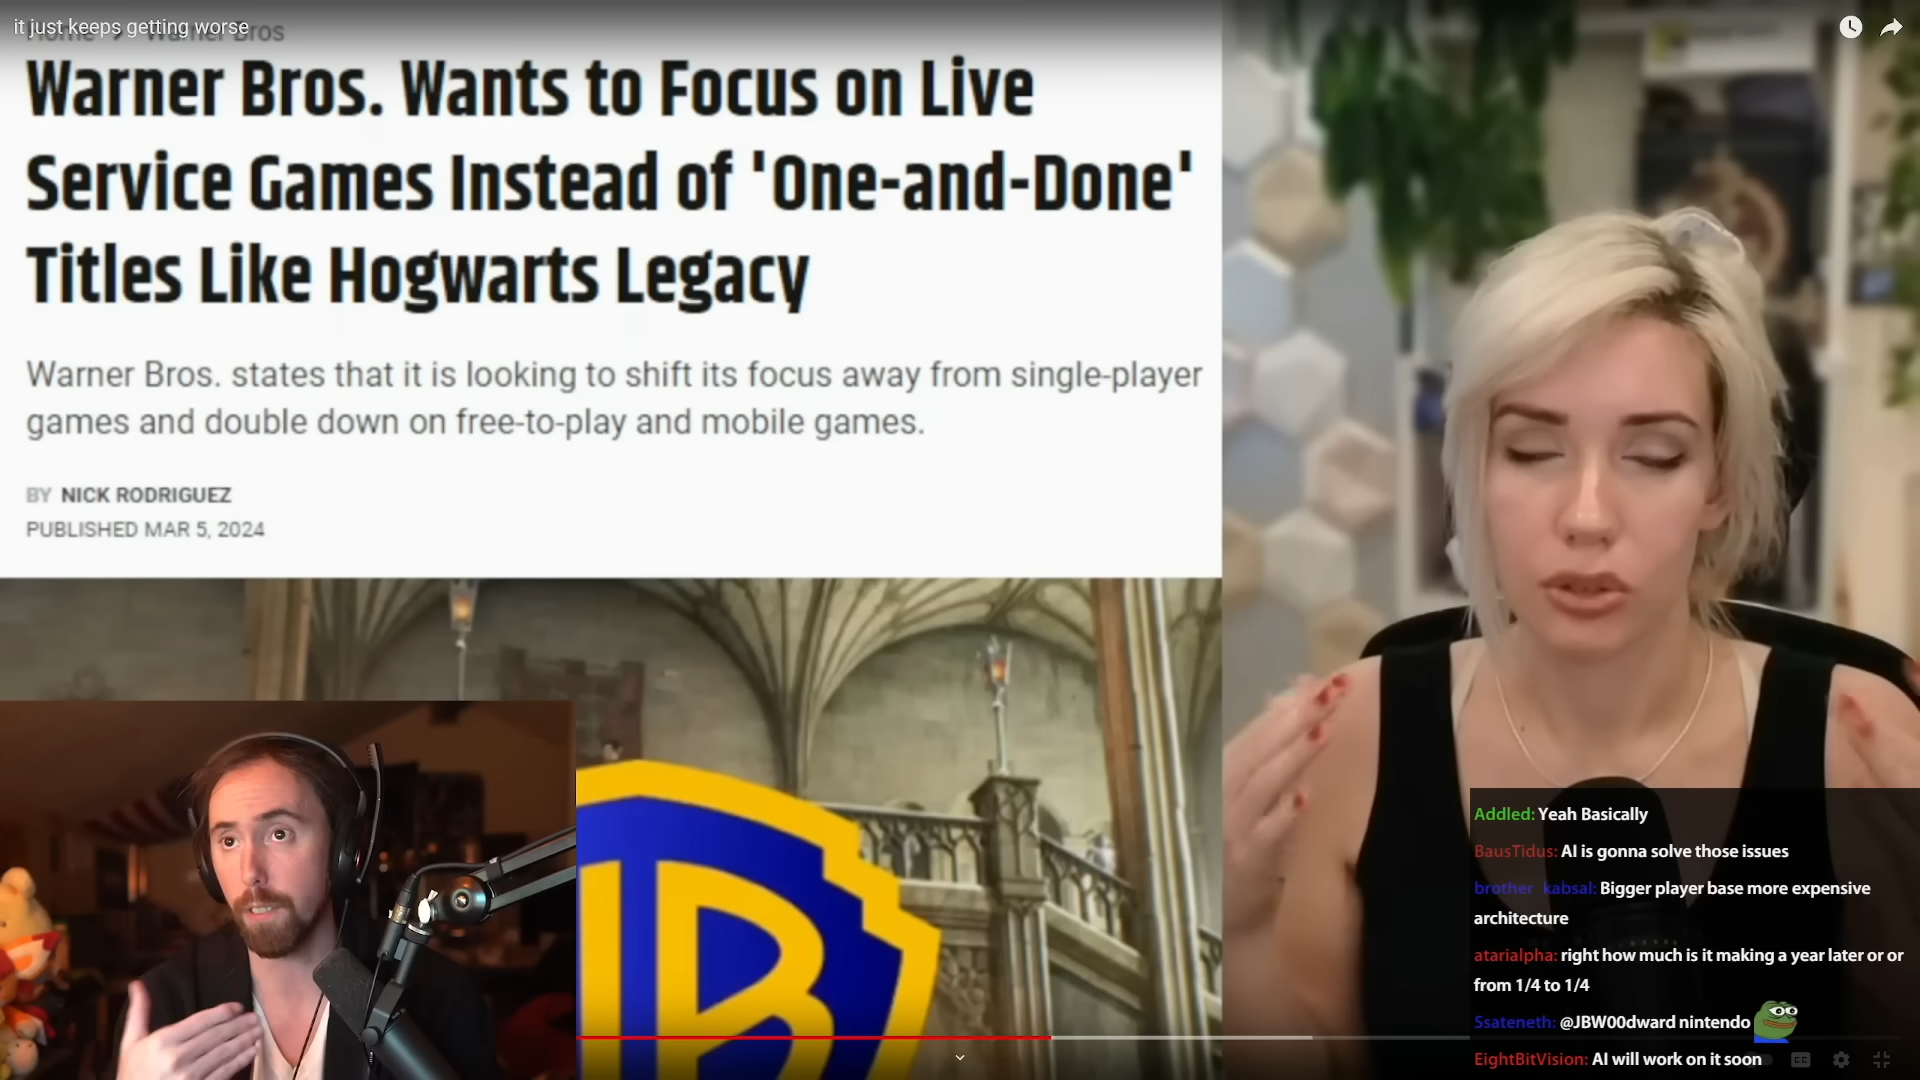 it just keeps getting worse
Home > Warner Bros
Warner Bros. Wants to Focus on Live
Service Games Instead of 'One-and-Done'
Titles Like Hogwarts Legacy
Warner Bros. states that it is looking to shift its focus away from single-player
games and double down on free-to-play and mobile games.
BY NICK RODRIGUEZ
PUBLISHED MAR 5, 2024
Addled: Yeah Basically
BausTidus: AI is gonna solve those issues
brother_kabsal: Bigger player base more expensive
architecture
atarialpha: right how much is it making a year later or or
from 1/4 to 1/4
Ssateneth: @JBW00dward nintendo
EightBitVision: AI will work on it soon
CC